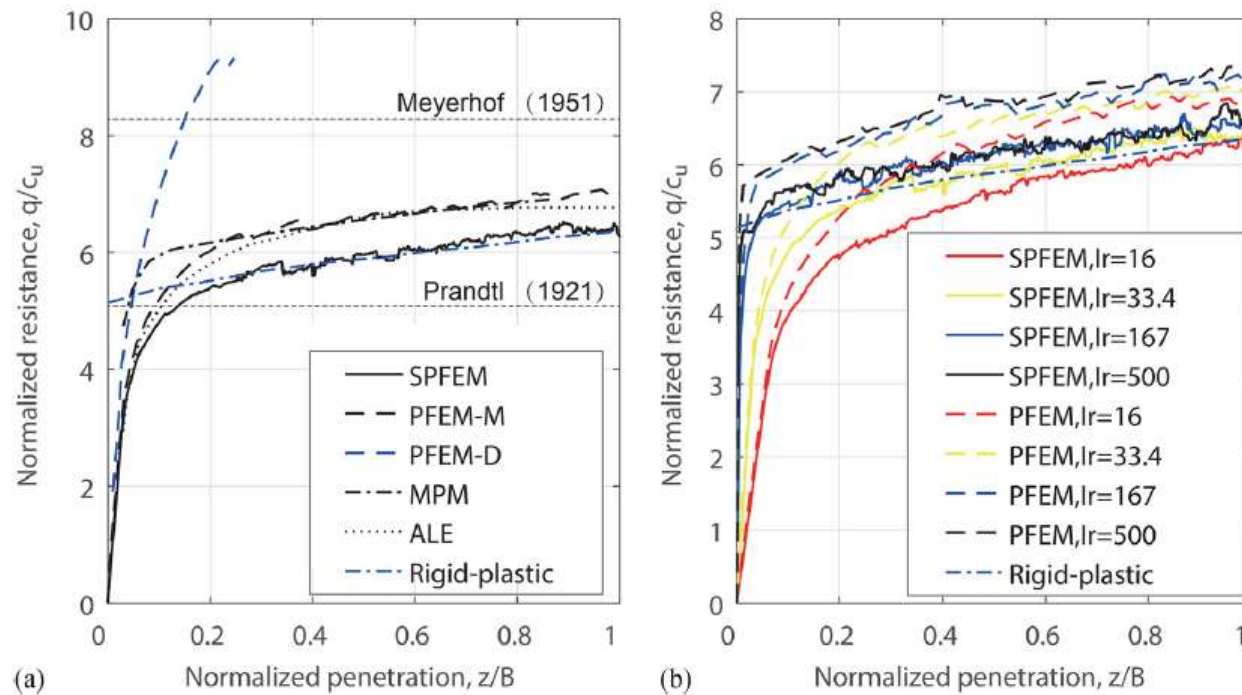 10
8
6
4
2
0
0
0.2
0.4
0.6
0.8
1
Normalized resistance, q/cu
Normalized penetration, z/B
Meyerhof （1951）
Prandtl （1921）
SPFEM
PFEM-M
PFEM-D
MPM
ALE
Rigid-plastic
(a)
8
7
6
5
4
3
2
1
0
0
0.2
0.4
0.6
0.8
1
Normalized resistance, q/cu
Normalized penetration, z/B
SPFEM,Ir=16
SPFEM,Ir=33.4
SPFEM,Ir=167
SPFEM,Ir=500
PFEM,Ir=16
PFEM,Ir=33.4
PFEM,Ir=167
PFEM,Ir=500
Rigid-plastic
(b)